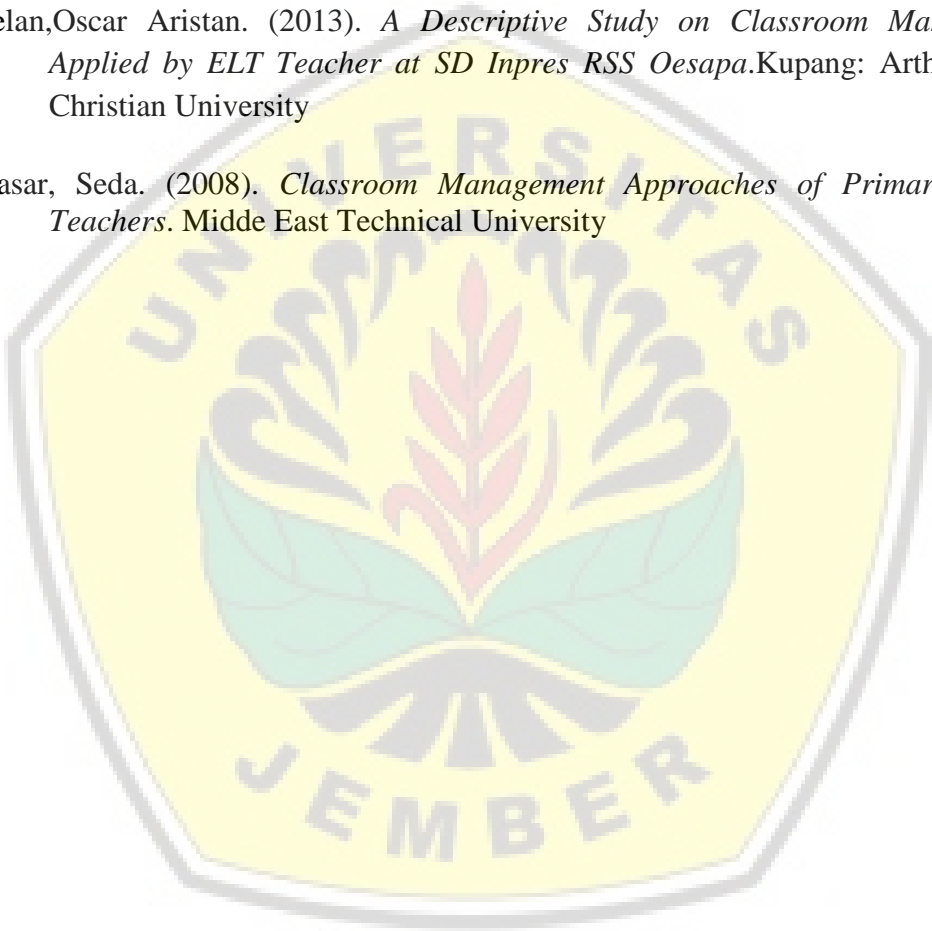 elan,Oscar Aristan. (2013). A Descriptive Study on Classroom Ma
Applied by ELT Teacher at SD Inpres RSS Oesapa.Kupang: Arth
Christian University
asar, Seda. (2008). Classroom Management Approaches of Primar
Teachers. Midde East Technical University
UNIVERSITAS
JEMBER